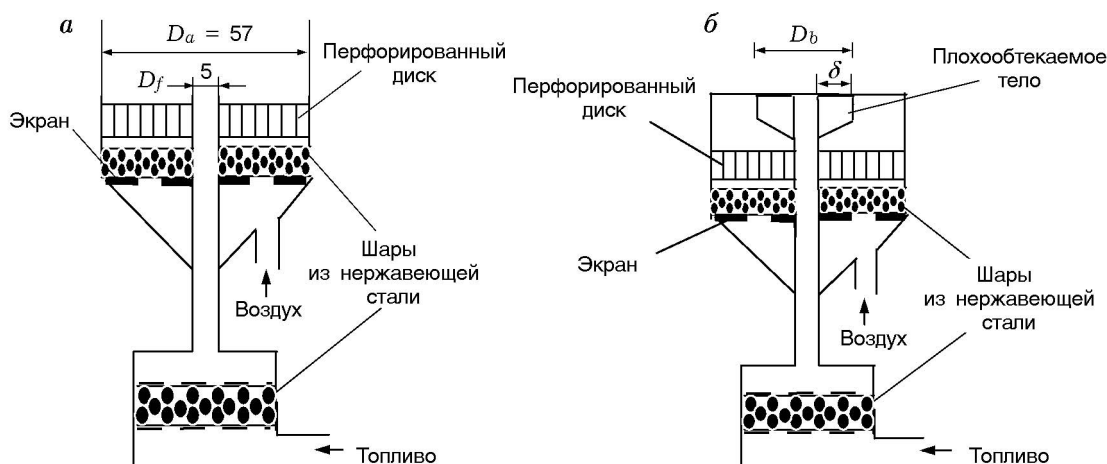 а
D_a = 57
D_f
5
Перфорированный
диск
Экран
Шары
из нержавеющей
стали
Воздух
Топливо
б
D_b
δ
Плохообтекаемое
тело
Перфорированный
диск
Экран
Шары
из нержавеющей
стали
Воздух
Топливо